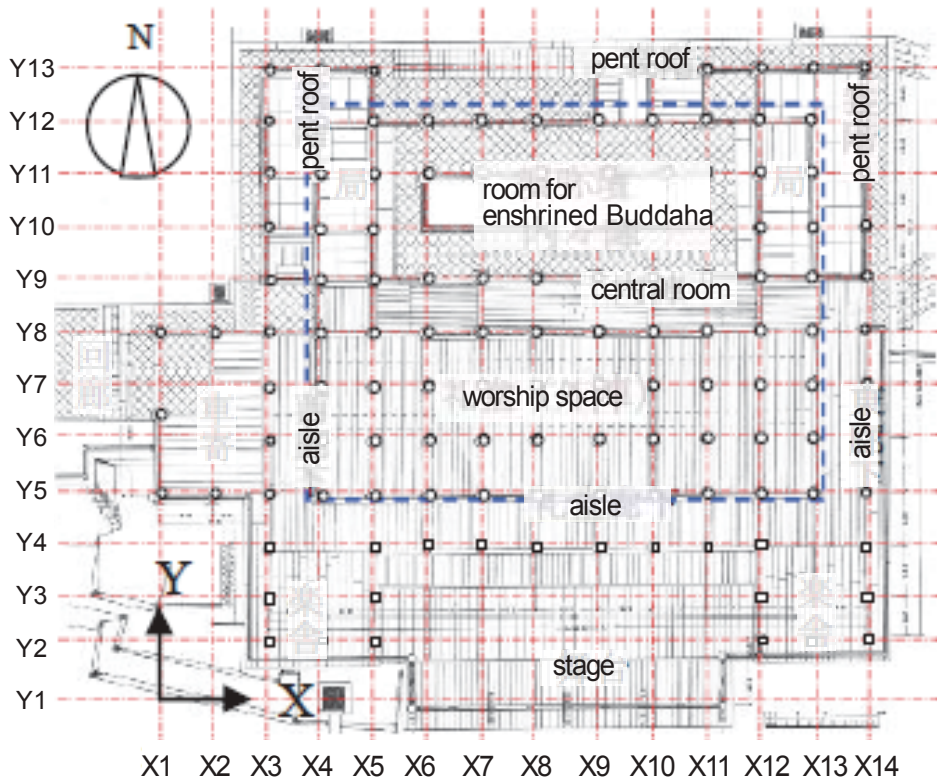 N
pent roof
Y13
pent roof
pent roof
Y12
Y11
局
局
room for
enshrined Buddaha
Y10
Y9
central room
Y8
Y7
worship space
Y6
aisle
aisle
Y5
aisle
Y4
Y
Y3
Y2
stage
X
Y1
X1 X2 X3 X4 X5 X6 X7 X8 X9 X10 X11 X12 X13 X14